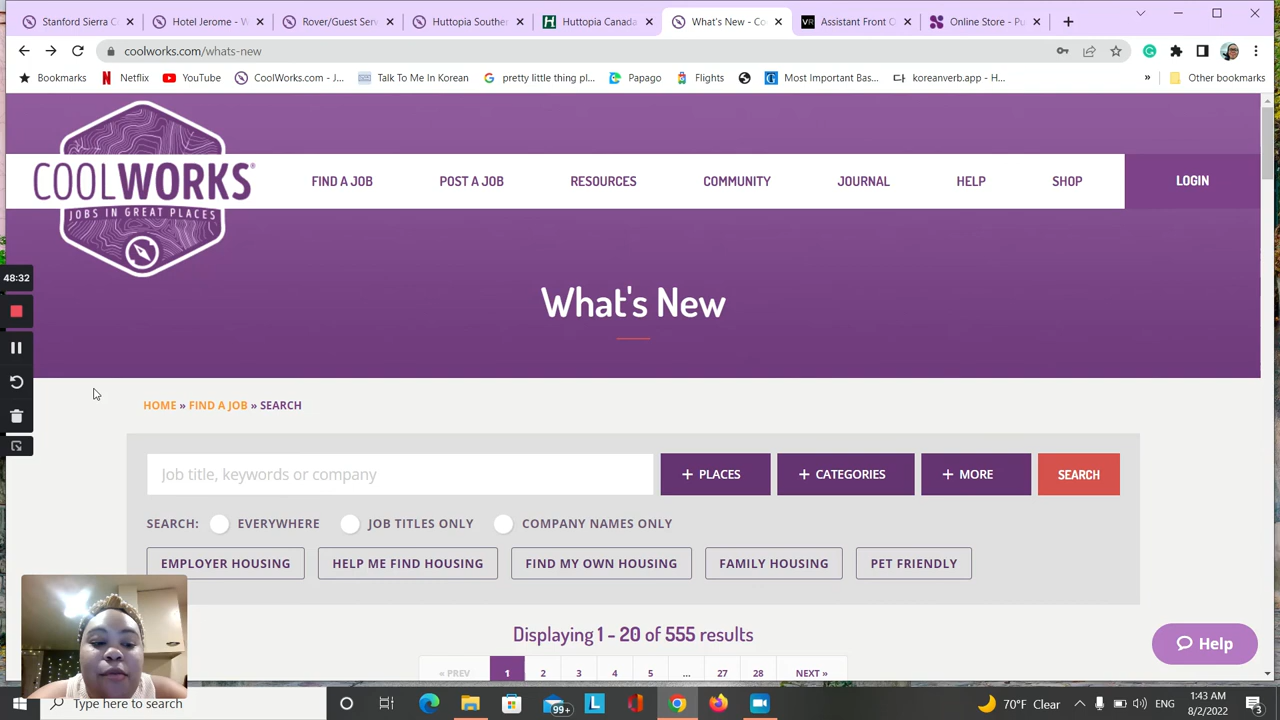 Stanford Sierra C
Hotel Jerome - W
Rover/Guest Serv
Huttopia Souther
Huttopia Canada
What's New - Co
Assistant Front O
Online Store - Pu
coolworks.com/whats-new
Bookmarks
Netflix
YouTube
CoolWorks.com - J...
Talk To Me In Korean
pretty little thing pl...
Papago
Flights
Most Important Bas...
koreanverb.app - H...
»
Other bookmarks
COOLWORKS®
JOBS IN GREAT PLACES
FIND A JOB
POST A JOB
RESOURCES
COMMUNITY
JOURNAL
HELP
SHOP
LOGIN
48:32
What's New
HOME » FIND A JOB » SEARCH
Job title, keywords or company
+ PLACES
+ CATEGORIES
+ MORE
SEARCH
SEARCH:
EVERYWHERE
JOB TITLES ONLY
COMPANY NAMES ONLY
EMPLOYER HOUSING
HELP ME FIND HOUSING
FIND MY OWN HOUSING
FAMILY HOUSING
PET FRIENDLY
Displaying 1 - 20 of 555 results
Help
« PREV
1
2
3
4
5
...
27
28
NEXT »
Type here to search
99+
70°F Clear
ENG
1:43 AM
8/2/2022
3